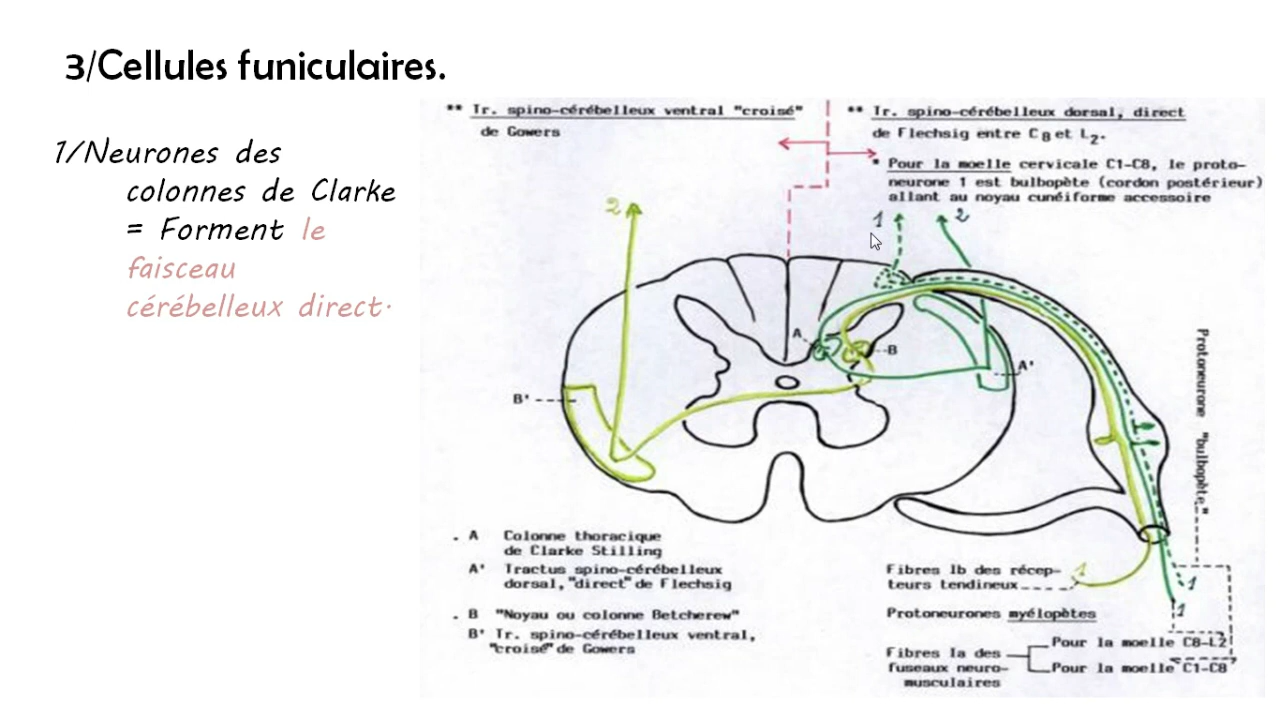 3/Cellules funiculaires.
1/Neurones des
colonnes de Clarke
= Forment le
faisceau
cérébelleux direct.
** Tr. spino-cérébelleux ventral "croisé"
de Gowers
** Tr. spino-cérébelleux dorsal, direct
de Flechsig entre C8 et L2.
* Pour la moelle cervicale C1-C8, le proto-
neurone 1 est bulbopète (cordon postérieur)
allant au noyau cunéiforme accessoire
2
1
2
A
B
A'
B'
Protoneurone "bulbopète"
. A Colonne thoracique
de Clarke Stilling
A' Tractus spino-cérébelleux
dorsal, "direct" de Flechsig
. B "Noyau ou colonne Betcherew"
B' Tr. spino-cérébelleux ventral,
"croisé" de Gowers
Fibres Ib des récep-
teurs tendineux
1
1
1
Protoneurones myélopètes
Fibres Ia des
fuseaux neuro-
musculaires
Pour la moelle C8-L2
Pour la moelle C1-C8